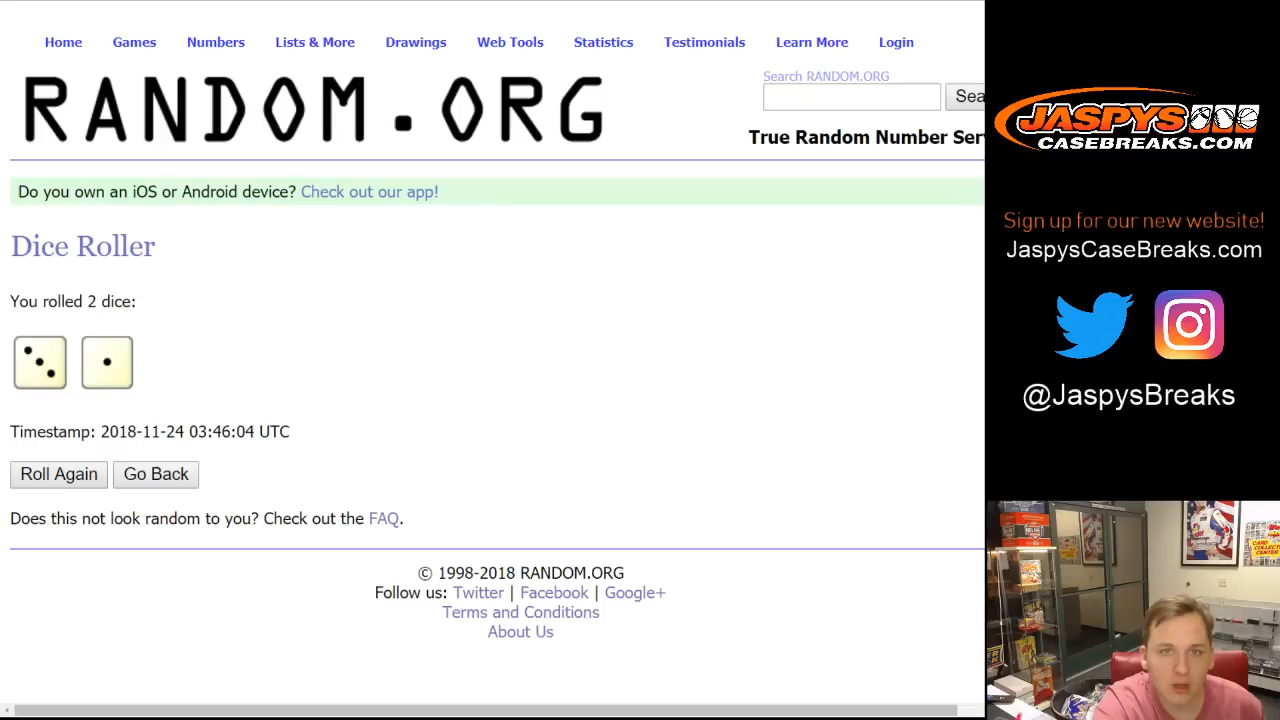 Home Games Numbers Lists & More Drawings Web Tools Statistics Testimonials Learn More Login
RANDOM.ORG
Search RANDOM.ORG
Sea
True Random Number Ser
Do you own an iOS or Android device? Check out our app!
Dice Roller
You rolled 2 dice:
Timestamp: 2018-11-24 03:46:04 UTC
Roll Again Go Back
Does this not look random to you? Check out the FAQ.
© 1998-2018 RANDOM.ORG
Follow us: Twitter | Facebook | Google+
Terms and Conditions
About Us
JASPYS
CASEBREAKS.COM
Sign up for our new website!
JaspysCaseBreaks.com
@JaspysBreaks
CARD
COLLECTOR
CENTER